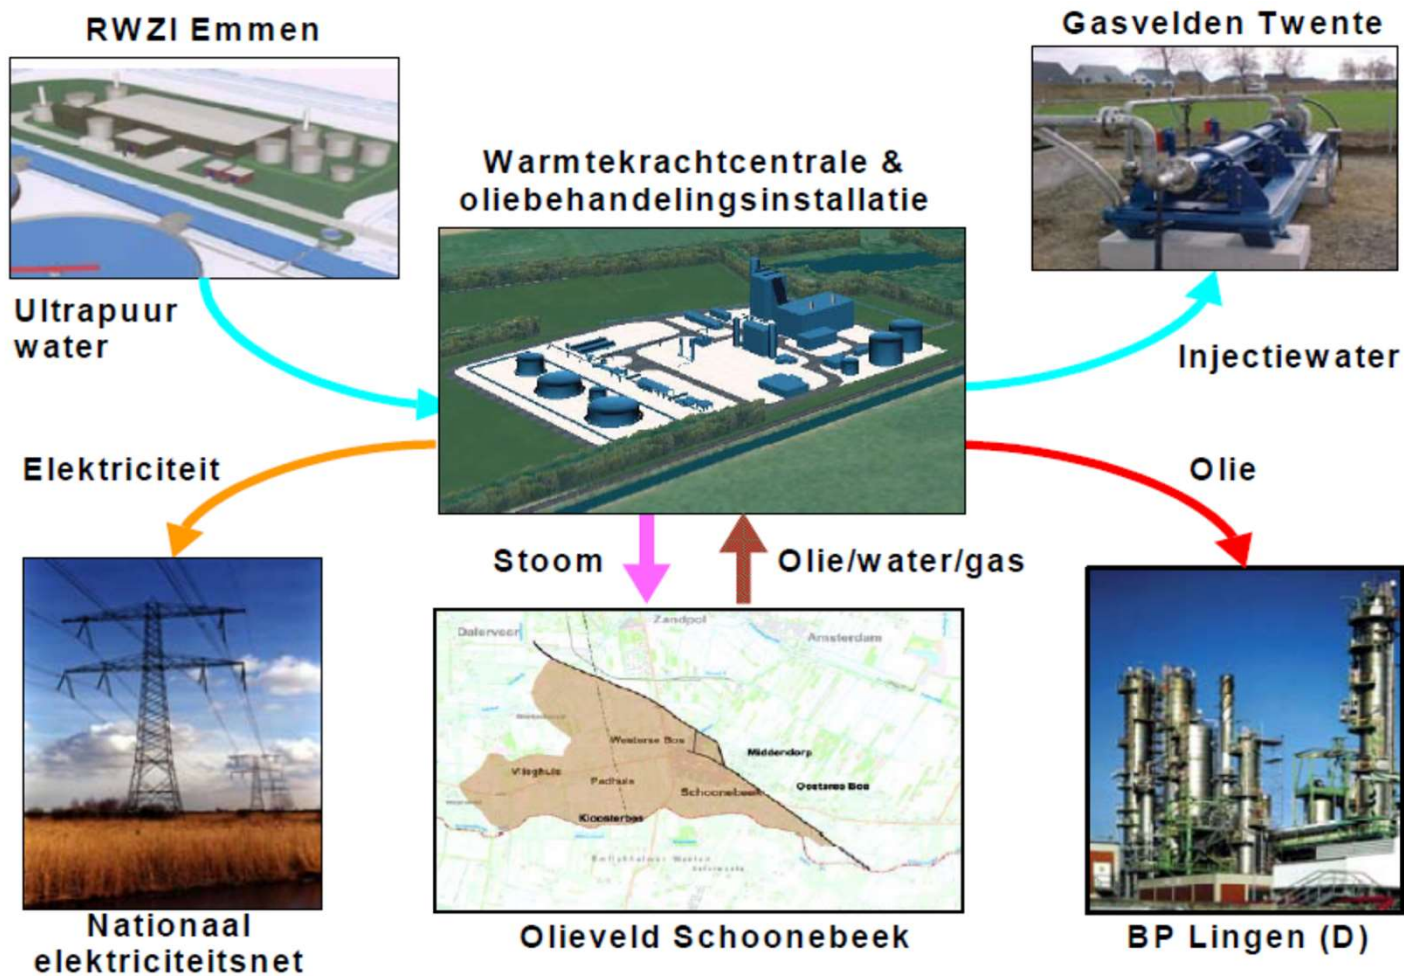 RWZI Emmen
Gasvelden Twente
Warmtekrachtcentrale &
oliebehandelingsinstallatie
Ultrapuur
water
Injectiewater
Elektriciteit
Olie
Stoom
Olie/water/gas
Zandpol
Amsterdam
Westerse Bos
Middendorp
Vlieghuis
Padhuis
Schoonebeek
Oosterse Bos
Kloosterbos
Nationaal
elektriciteitsnet
Olieveld Schoonebeek
BP Lingen (D)